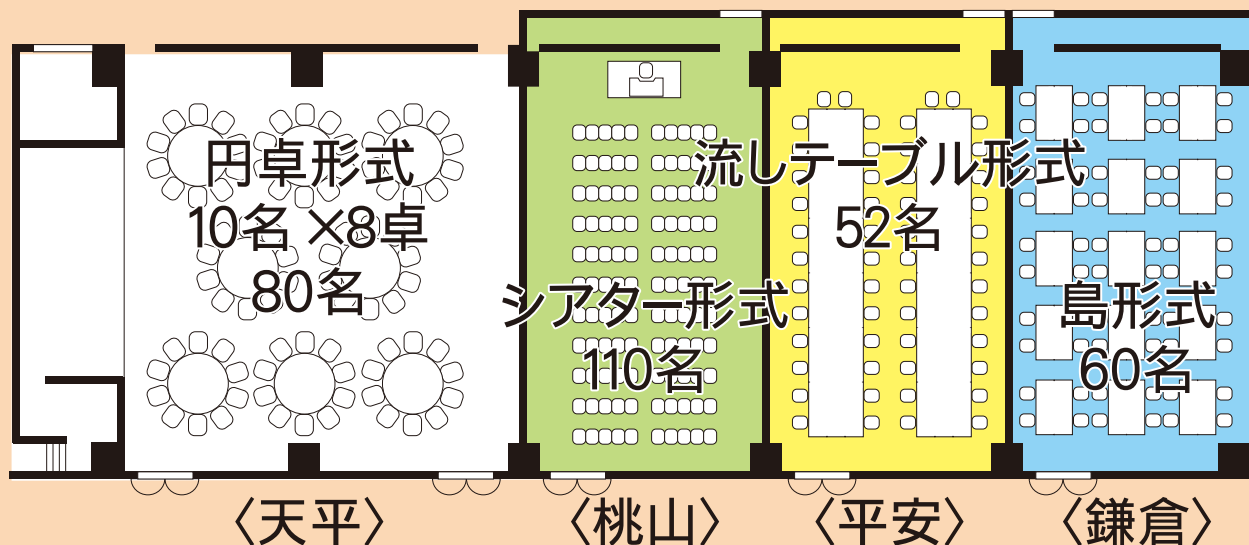 円卓形式
10名×8卓
80名
シアター形式
110名
流しテーブル形式
52名
島形式
60名
〈天平〉
〈桃山〉
〈平安〉
〈鎌倉〉